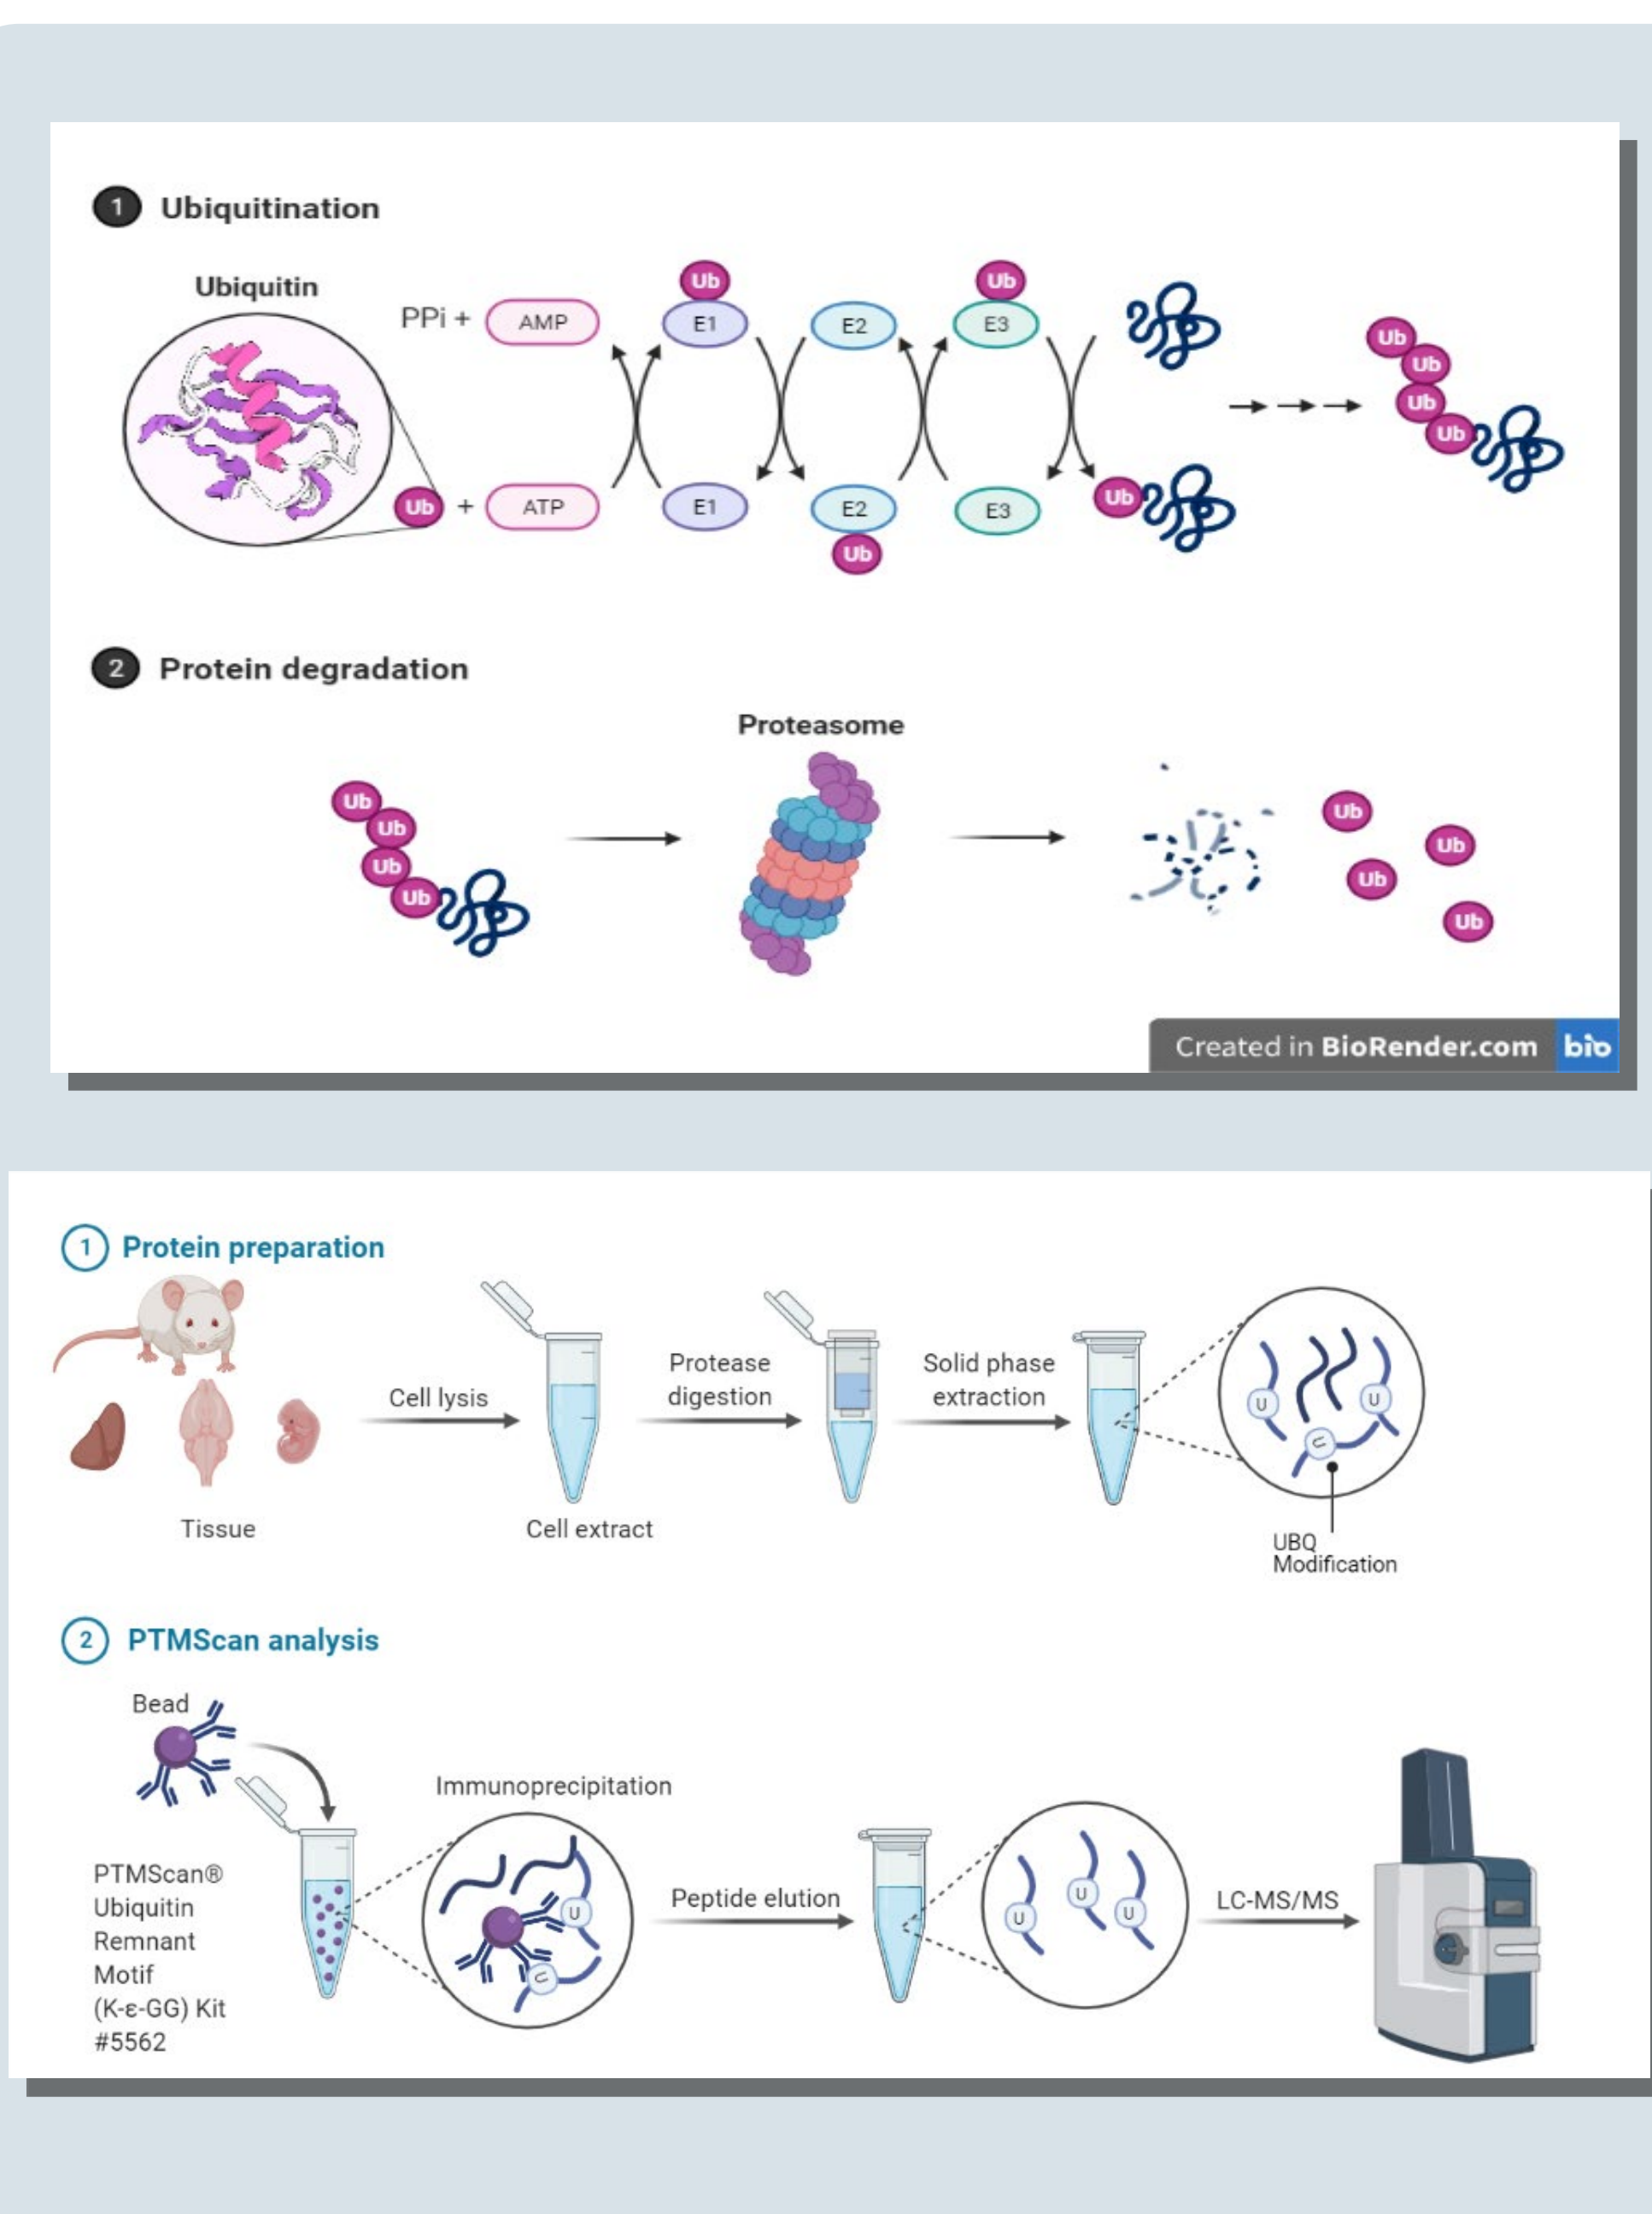 1 Ubiquitination
Ubiquitin
PPi + AMP
Ub
E1
E2
Ub
E3
Ub + ATP
E1
E2
Ub
E3
Ub
Ub
Ub
Ub
Ub
2 Protein degradation
Proteasome
Ub
Ub
Ub
Ub
Ub
Ub
Ub
Ub
Created in BioRender.com bio
1 Protein preparation
Cell lysis
Protease
digestion
Solid phase
extraction
U
U
U
Tissue
Cell extract
UBQ
Modification
2 PTMScan analysis
Bead
Immunoprecipitation
PTMScan®
Ubiquitin
Remnant
Motif
(K-ε-GG) Kit
#5562
U
U
Peptide elution
U
U
U
LC-MS/MS